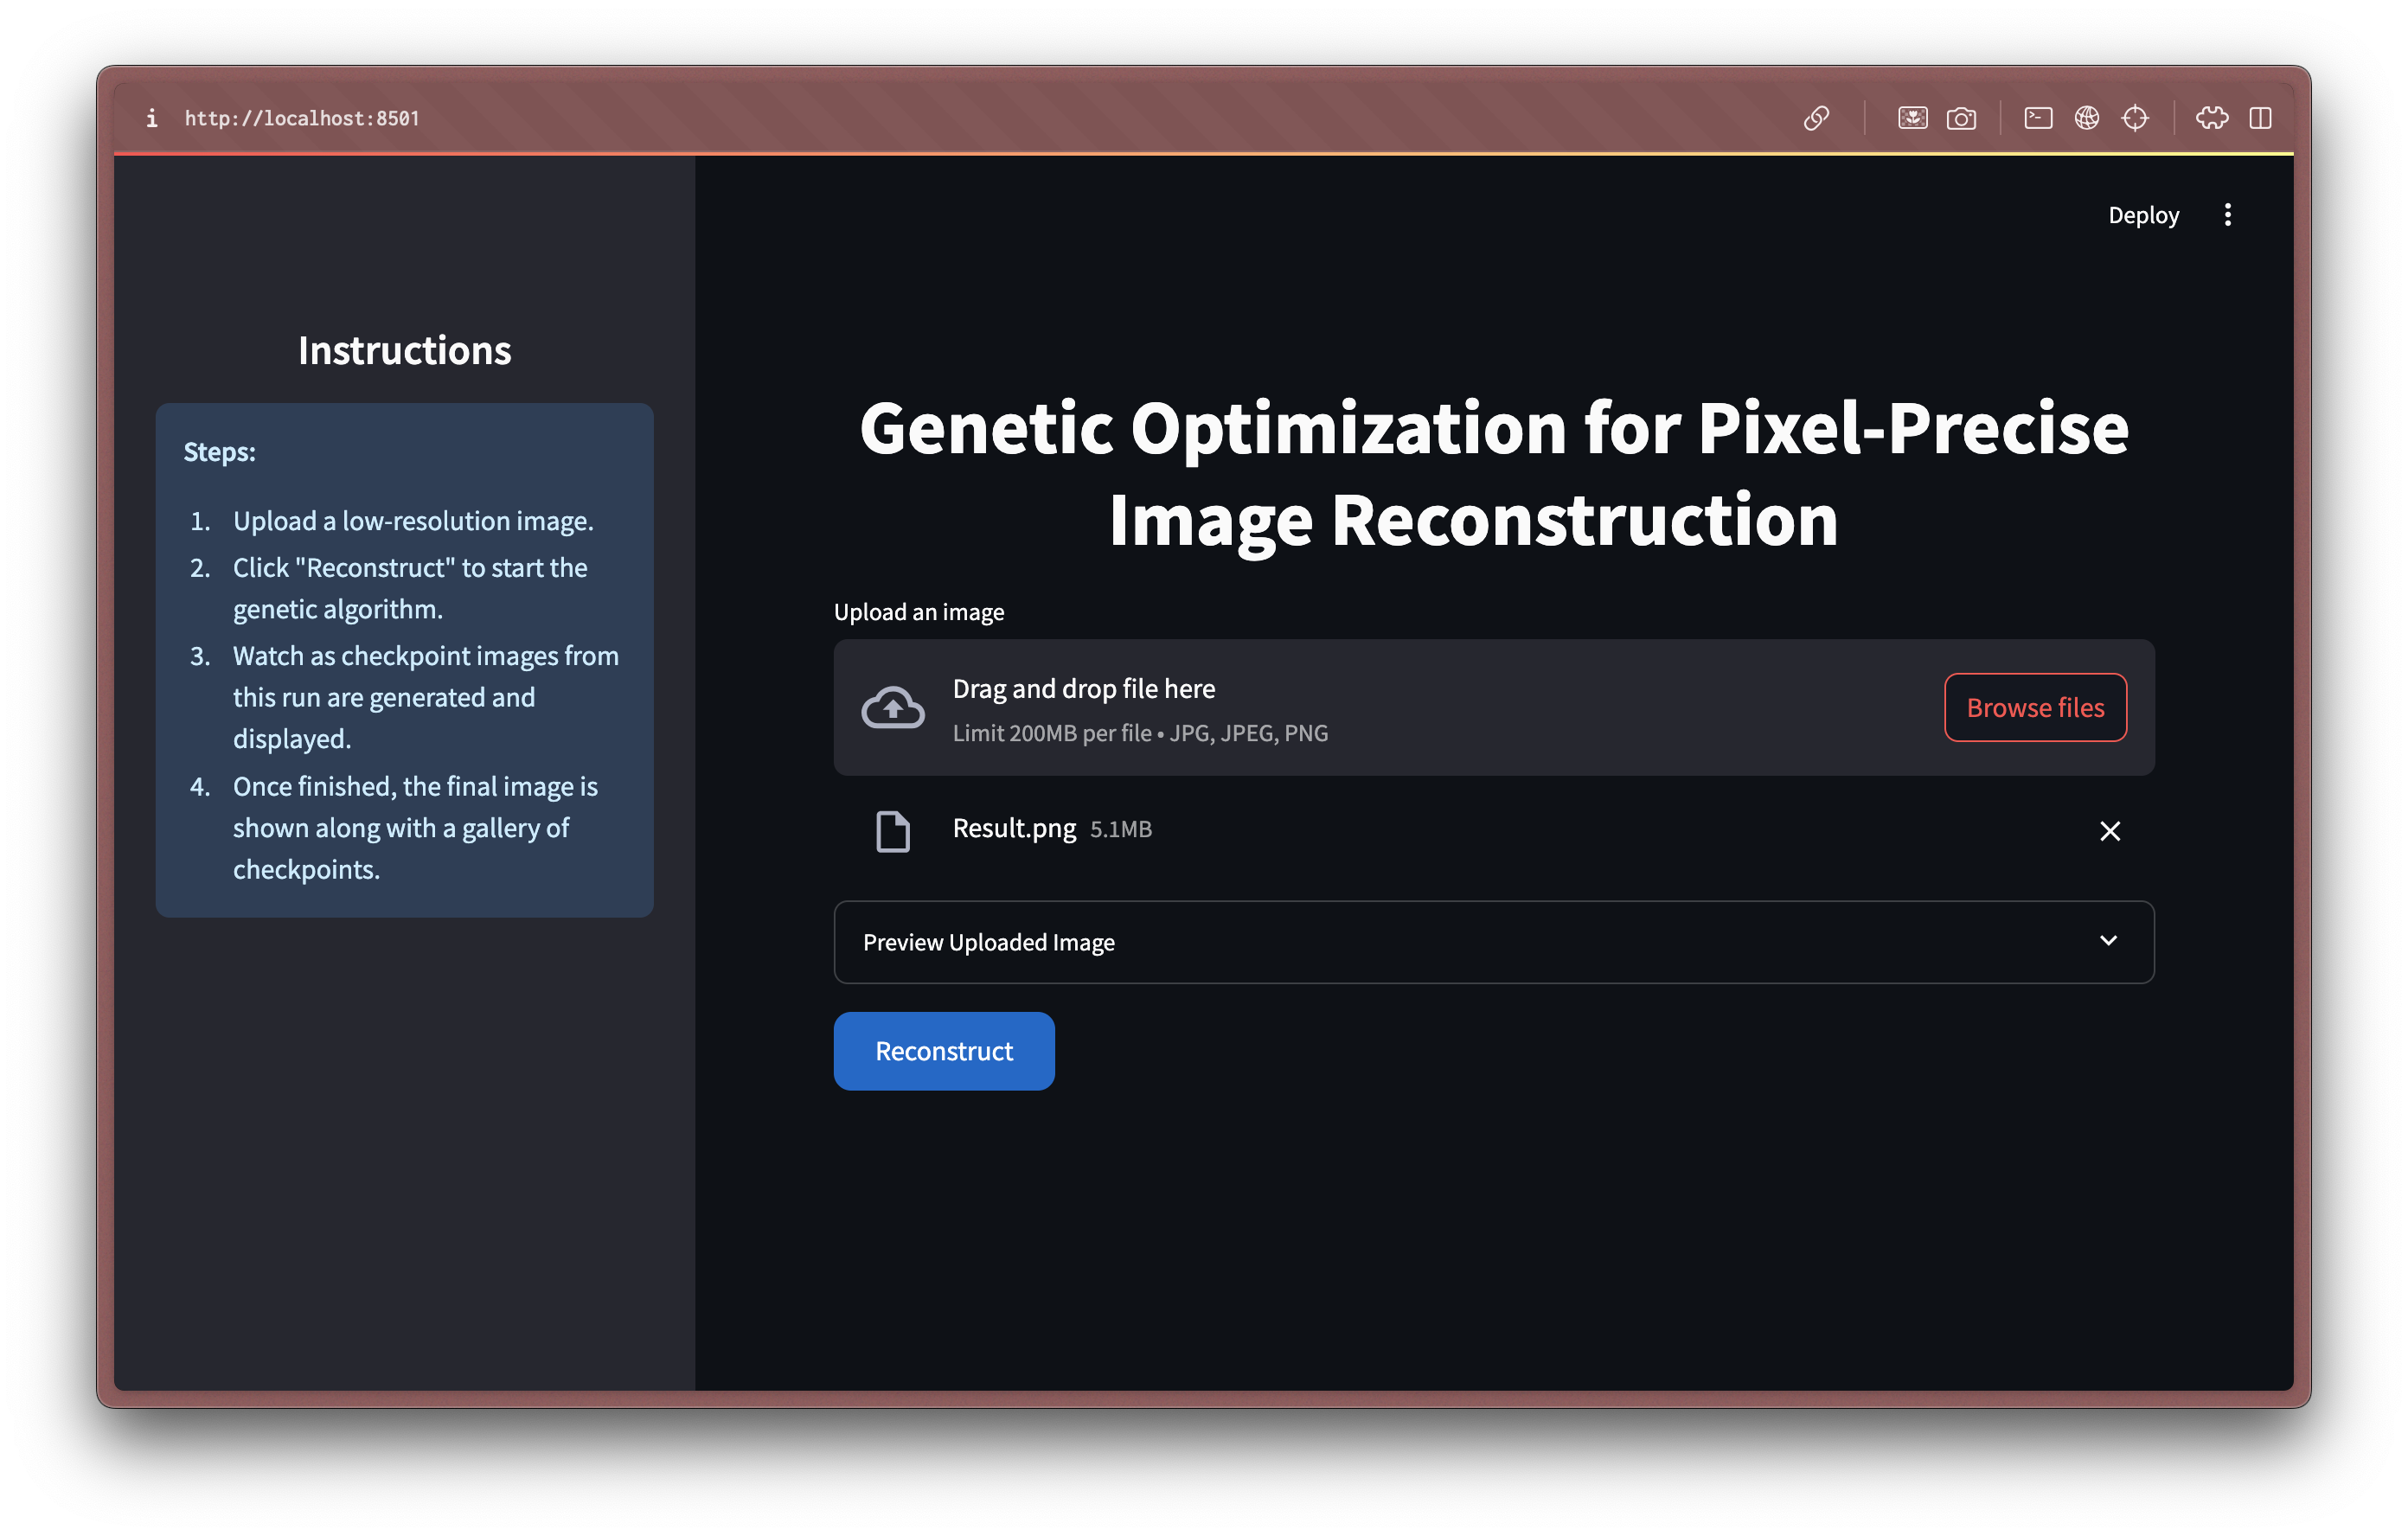 i http://localhost:8501
Deploy
Instructions
Steps:
1. Upload a low-resolution image.
2. Click "Reconstruct" to start the
genetic algorithm.
3. Watch as checkpoint images from
this run are generated and
displayed.
4. Once finished, the final image is
shown along with a gallery of
checkpoints.
Genetic Optimization for Pixel-Precise
Image Reconstruction
Upload an image
Drag and drop file here
Limit 200MB per file • JPG, JPEG, PNG
Browse files
Result.png 5.1MB
Preview Uploaded Image
Reconstruct